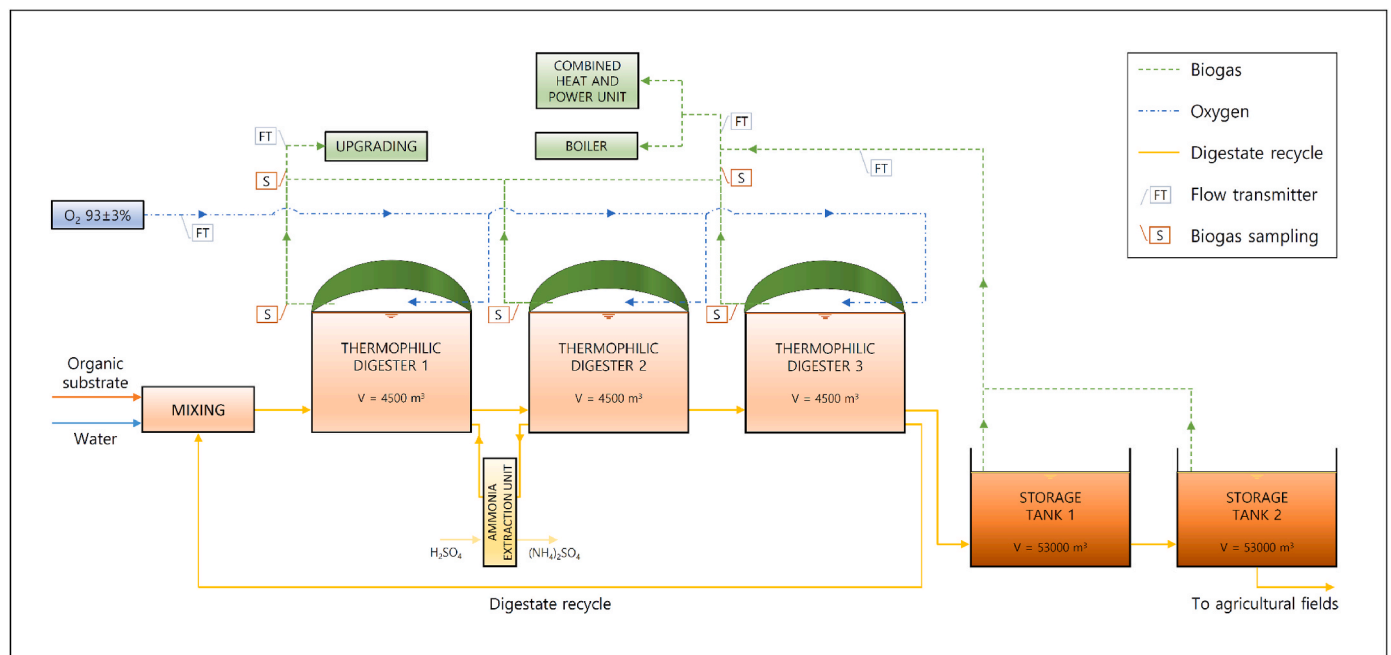 COMBINED
HEAT AND
POWER UNIT
FT
FT
UPGRADING
BOILER
FT
S
S
O₂ 93±3%
FT
Biogas
Oxygen
Digestate recycle
FT
Flow transmitter
S
Biogas sampling
S
S
S
THERMOPHILIC
DIGESTER 1
V = 4500 m³
THERMOPHILIC
DIGESTER 2
V = 4500 m³
THERMOPHILIC
DIGESTER 3
V = 4500 m³
Organic
substrate
Water
MIXING
AMMONIA
EXTRACTION UNIT
H₂SO₄
(NH₄)₂SO₄
Digestate recycle
STORAGE
TANK 1
V = 53000 m³
STORAGE
TANK 2
V = 53000 m³
To agricultural fields